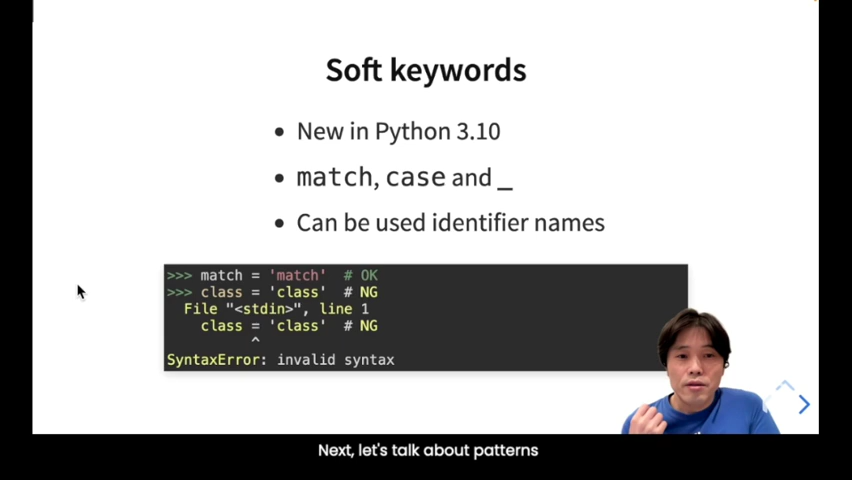 Soft keywords
• New in Python 3.10
• match, case and _
• Can be used identifier names
>>> match = 'match'  # OK
>>> class = 'class'  # NG
  File "<stdin>", line 1
    class = 'class'  # NG
          ^
SyntaxError: invalid syntax
Next, let's talk about patterns